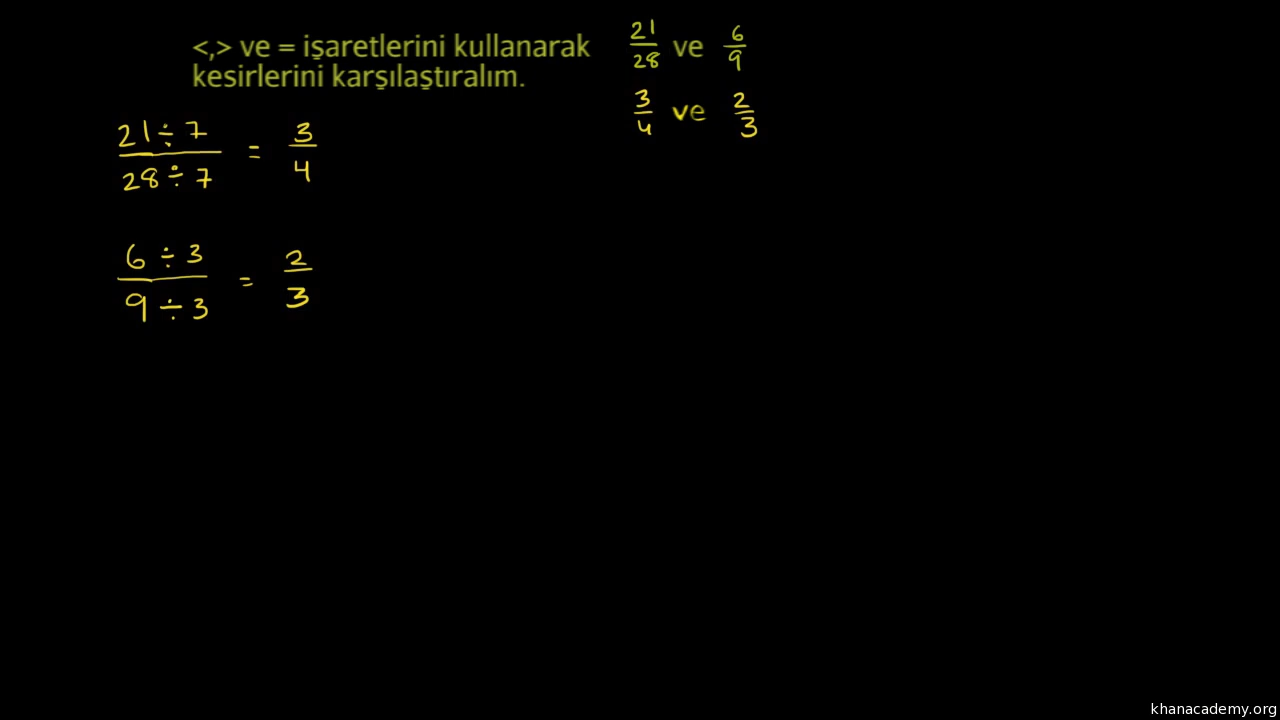 <,> ve = işaretlerini kullanarak 21/28 ve 6/9
kesirlerini karşılaştıralım. 3/4 ve 2/3
21÷7 / 28÷7 = 3/4
6÷3 / 9÷3 = 2/3
khanacademy.org